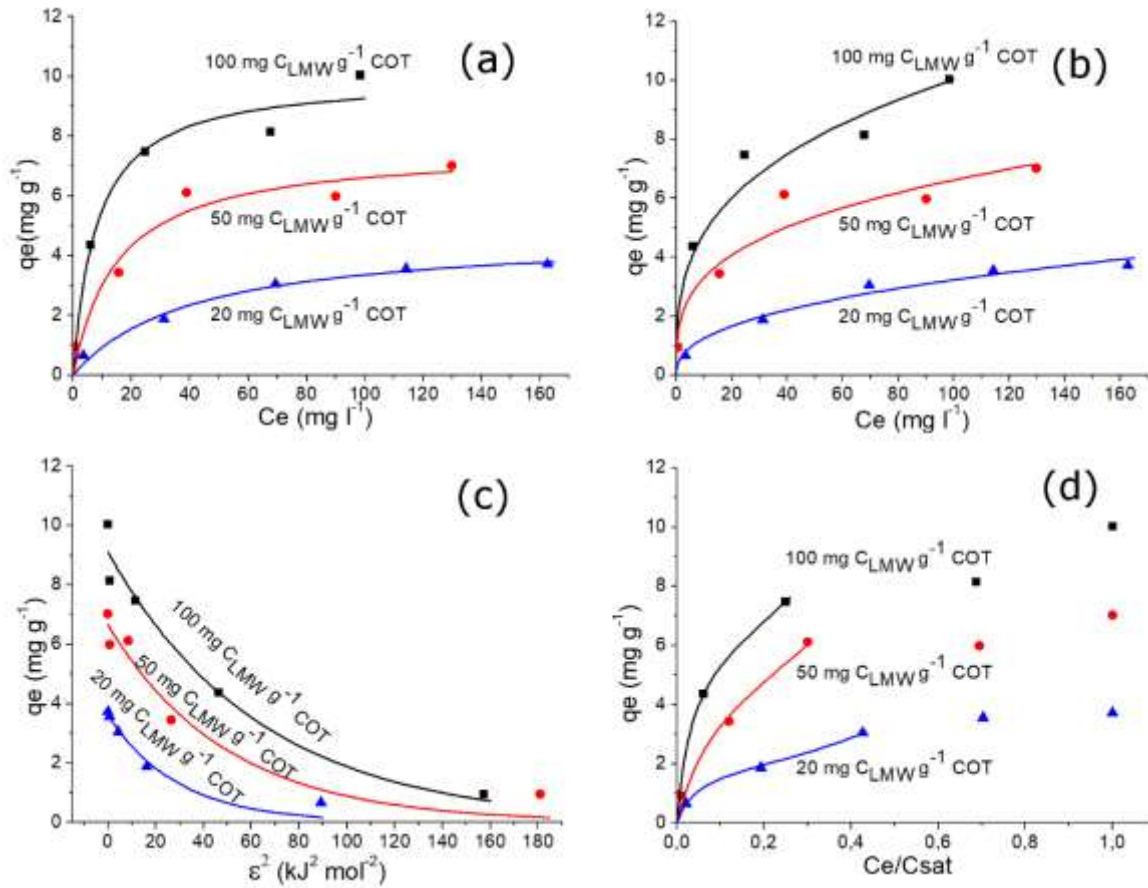 (a)
100 mg C_LMW g⁻¹ COT
50 mg C_LMW g⁻¹ COT
20 mg C_LMW g⁻¹ COT
qe(mg g⁻¹)
12
10
8
6
4
2
0
0 20 40 60 80 100 120 140 160
Ce (mg l⁻¹)
(b)
100 mg C_LMW g⁻¹ COT
50 mg C_LMW g⁻¹ COT
20 mg C_LMW g⁻¹ COT
qe(mg g⁻¹)
12
10
8
6
4
2
0
0 20 40 60 80 100 120 140 160
Ce (mg l⁻¹)
(c)
100 mg C_LMW g⁻¹ COT
50 mg C_LMW g⁻¹ COT
20 mg C_LMW g⁻¹ COT
qe (mg g⁻¹)
12
10
8
6
4
2
0
0 20 40 60 80 100 120 140 160 180
ε² (kJ² mol⁻²)
(d)
100 mg C_LMW g⁻¹ COT
50 mg C_LMW g⁻¹ COT
20 mg C_LMW g⁻¹ COT
qe (mg g⁻¹)
12
10
8
6
4
2
0
0,0 0,2 0,4 0,6 0,8 1,0
Ce/Csat